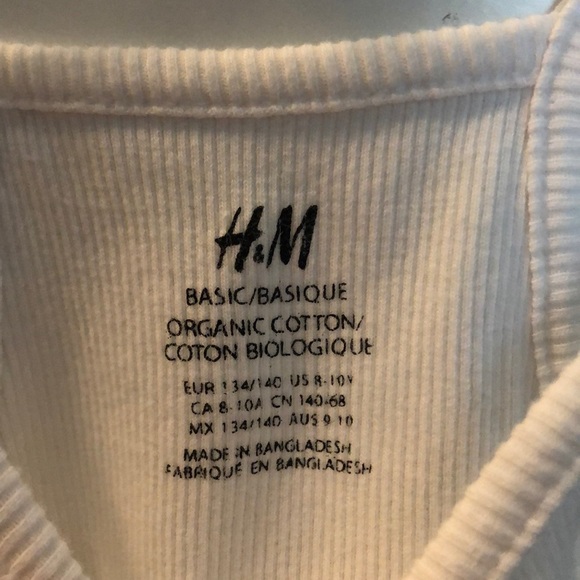 H&M
BASIC/BASIQUE
ORGANIC COTTON/
COTON BIOLOGIQUE
EUR 134/140 US 8-10Y
CA 8-10A CN 140-68
MX 134/140 AUS 9-10
MADE IN BANGLADESH
FABRIQUÉ EN BANGLADESH